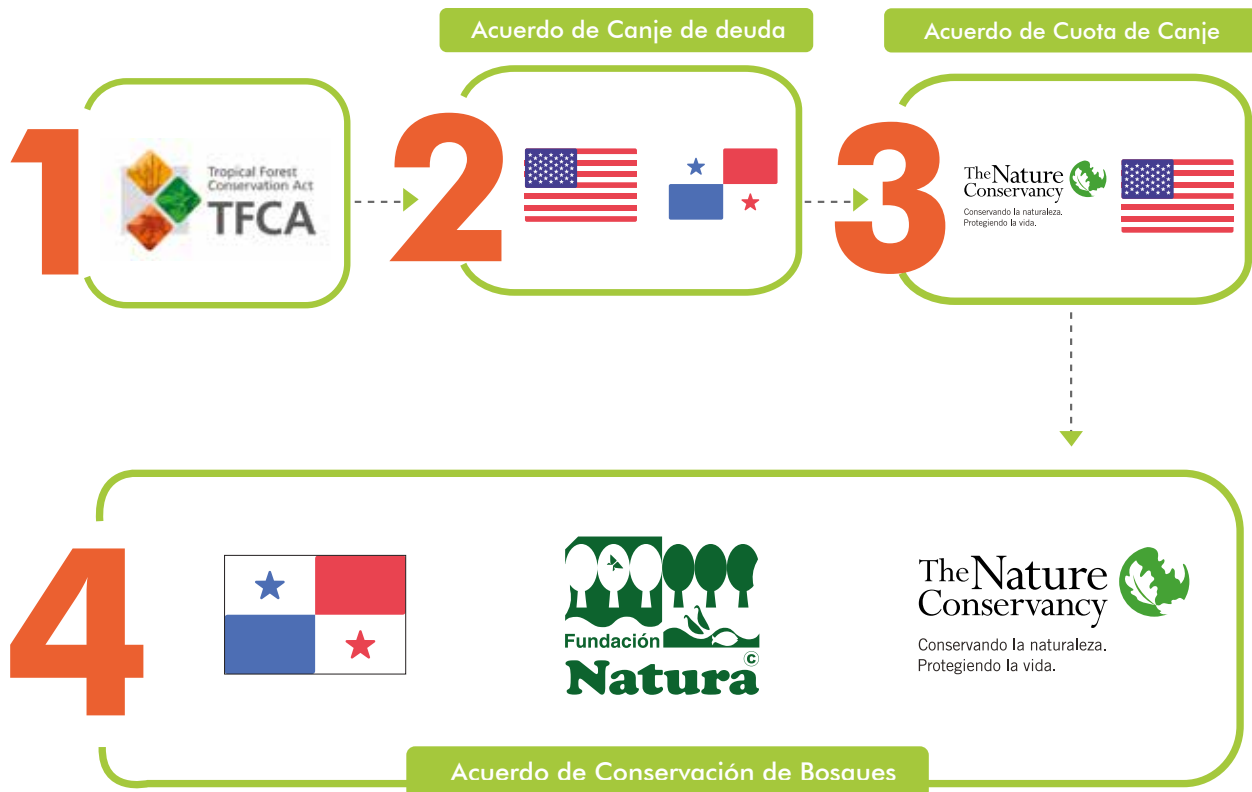 Acuerdo de Canje de deuda
Acuerdo de Cuota de Canje
1
Tropical Forest
Conservation Act
TFCA
2
3
The Nature
Conservancy
Conservando la naturaleza.
Protegiendo la vida.
4
Fundación
Natura
©
The Nature
Conservancy
Conservando la naturaleza.
Protegiendo la vida.
Acuerdo de Conservación de Bosques